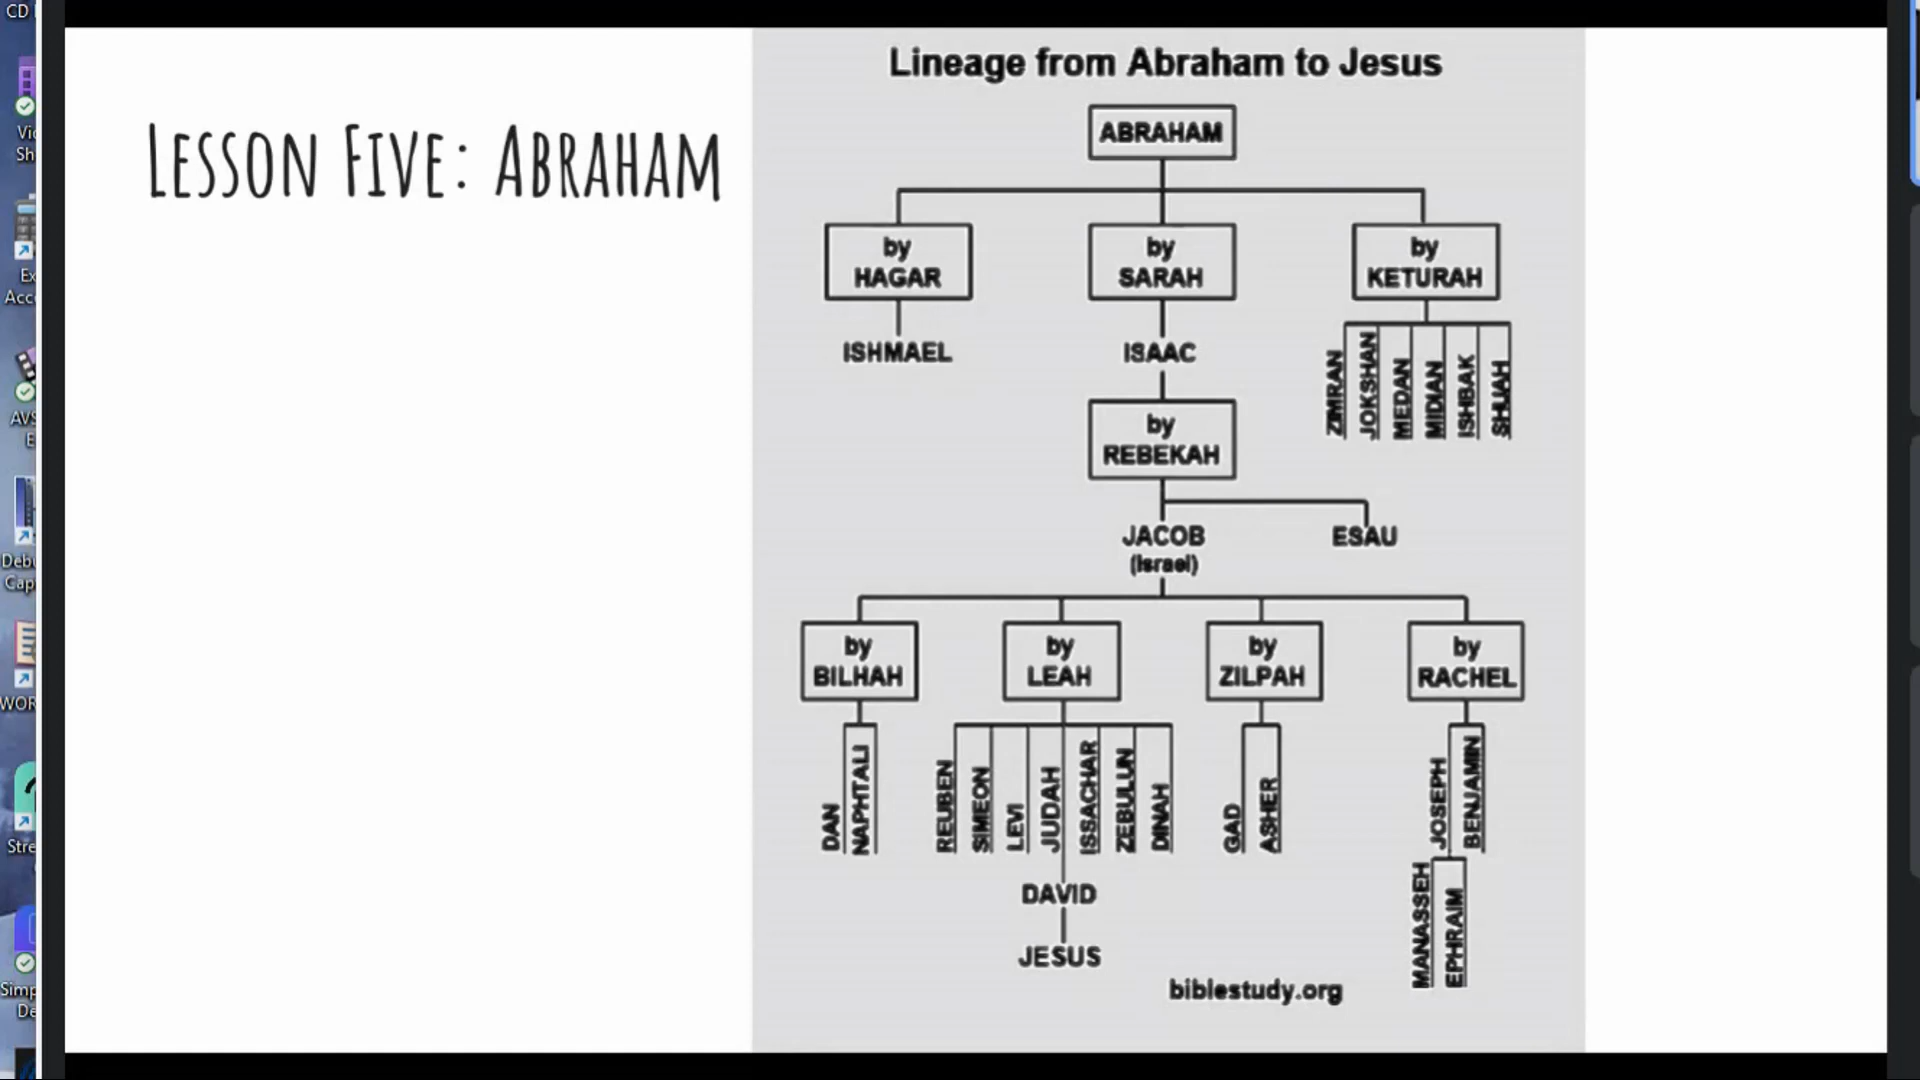 CD
Lesson Five: Abraham
Lineage from Abraham to Jesus
ABRAHAM
by
HAGAR
by
SARAH
by
KETURAH
ISHMAEL
ISAAC
ZIMRAN
JOKSHAN
MEDAN
MIDIAN
ISHBAK
SHUAH
by
REBEKAH
JACOB
(Israel)
ESAU
by
BILHAH
by
LEAH
by
ZILPAH
by
RACHEL
DAN
NAPHTALI
REUBEN
SIMEON
LEVI
JUDAH
ISSACHAR
ZEBULUN
DINAH
GAD
ASHER
JOSEPH
BENJAMIN
MANASSEH
EPHRAIM
DAVID
JESUS
biblestudy.org